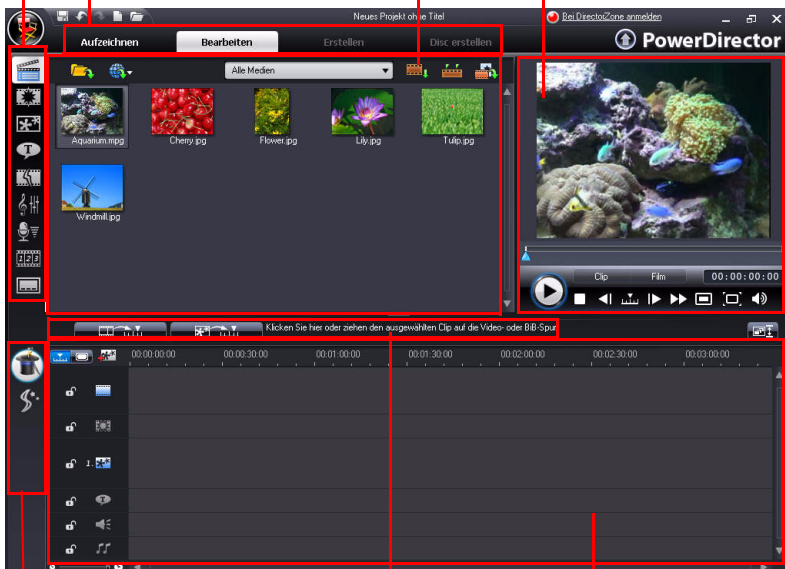 Neues Projekt ohne Titel
Bei DirectorZone anmelden
Aufzeichnen
Bearbeiten
Erstellen
Disc erstellen
PowerDirector
Alle Medien
Aquarium.mpg
Cherry.jpg
Flower.jpg
Lily.jpg
Tulip.jpg
Windmill.jpg
Clip
Film
00:00:00:00
Klicken Sie hier oder ziehen den ausgewählten Clip auf die Video- oder BiB-Spur
00:00:00:00
00:00:30:00
00:01:00:00
00:01:30:00
00:02:00:00
00:02:30:00
00:03:00:00
1.